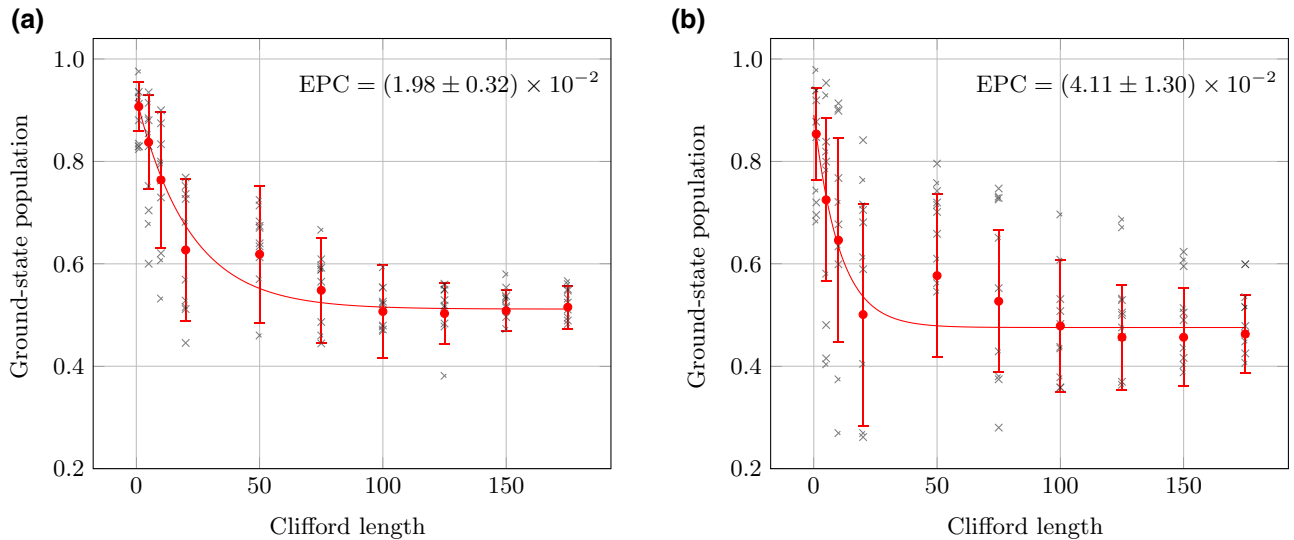 (a)
EPC = (1.98 ± 0.32) × 10⁻²
Ground-state population
1.0
0.8
0.6
0.4
0.2
0 50 100 150
Clifford length
(b)
EPC = (4.11 ± 1.30) × 10⁻²
Ground-state population
1.0
0.8
0.6
0.4
0.2
0 50 100 150
Clifford length